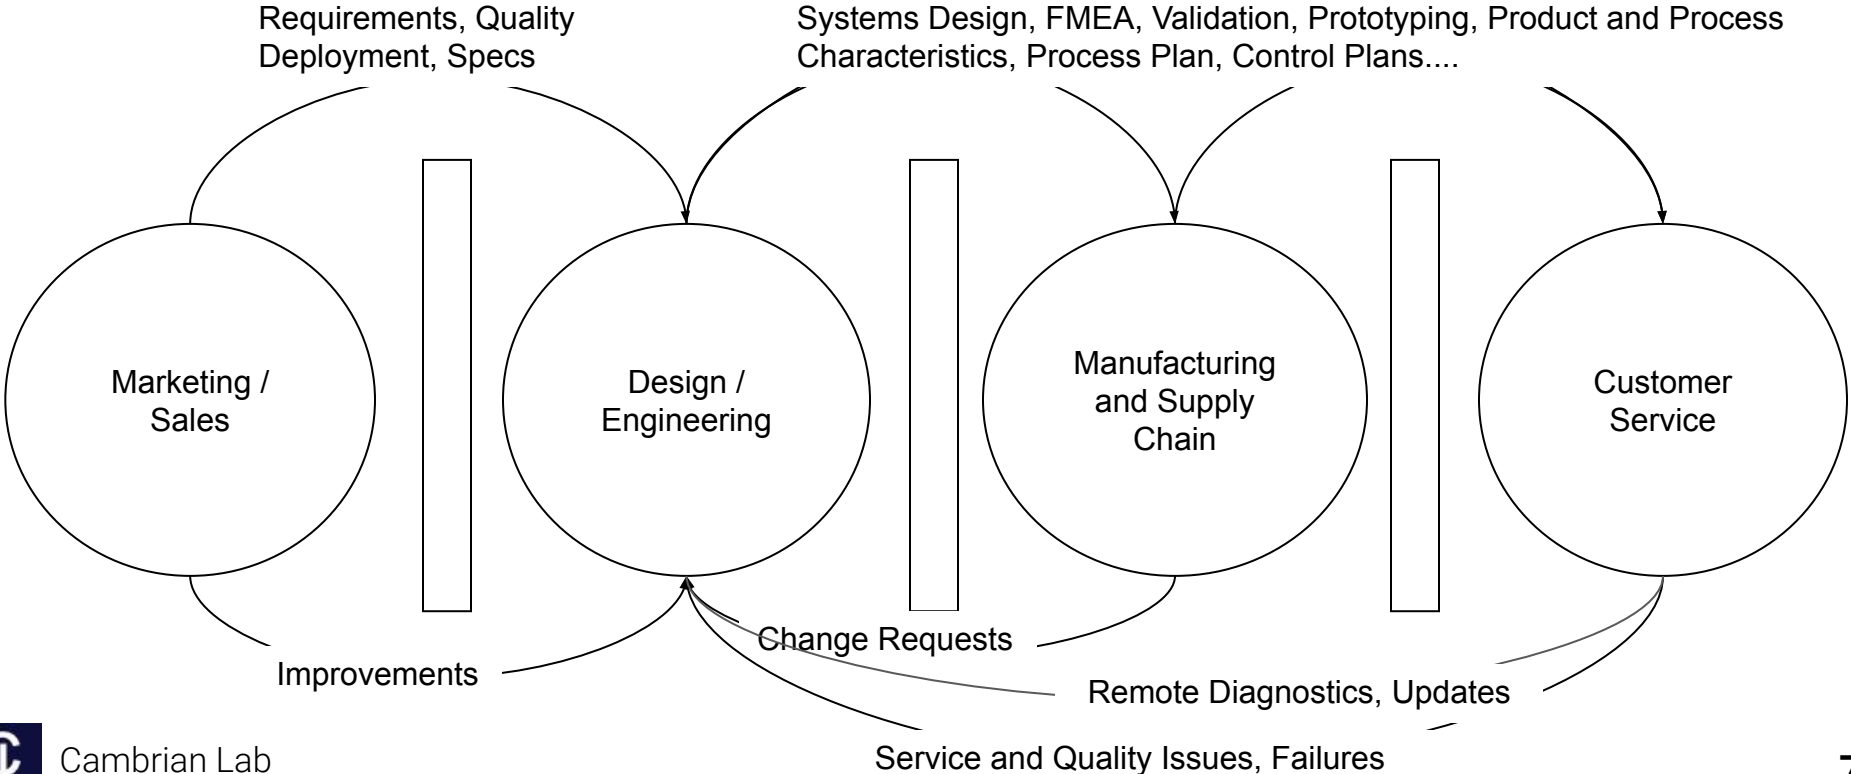 Requirements, Quality
Deployment, Specs
Systems Design, FMEA, Validation, Prototyping, Product and Process
Characteristics, Process Plan, Control Plans....
Marketing /
Sales
Design /
Engineering
Manufacturing
and Supply
Chain
Customer
Service
Change Requests
Improvements
Remote Diagnostics, Updates
Service and Quality Issues, Failures
Cambrian Lab